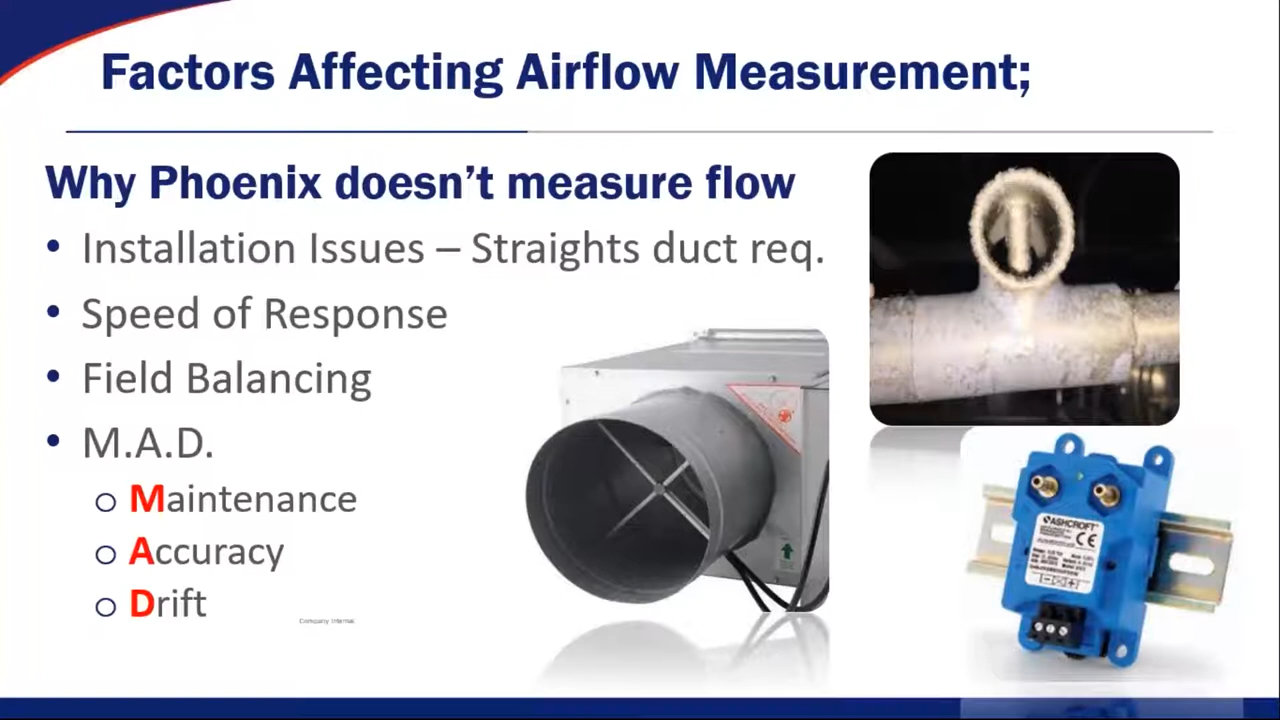 Factors Affecting Airflow Measurement;
Why Phoenix doesn't measure flow
• Installation Issues – Straights duct req.
• Speed of Response
• Field Balancing
• M.A.D.
o Maintenance
o Accuracy
o Drift
Company Internal
ASHCROFT
CE